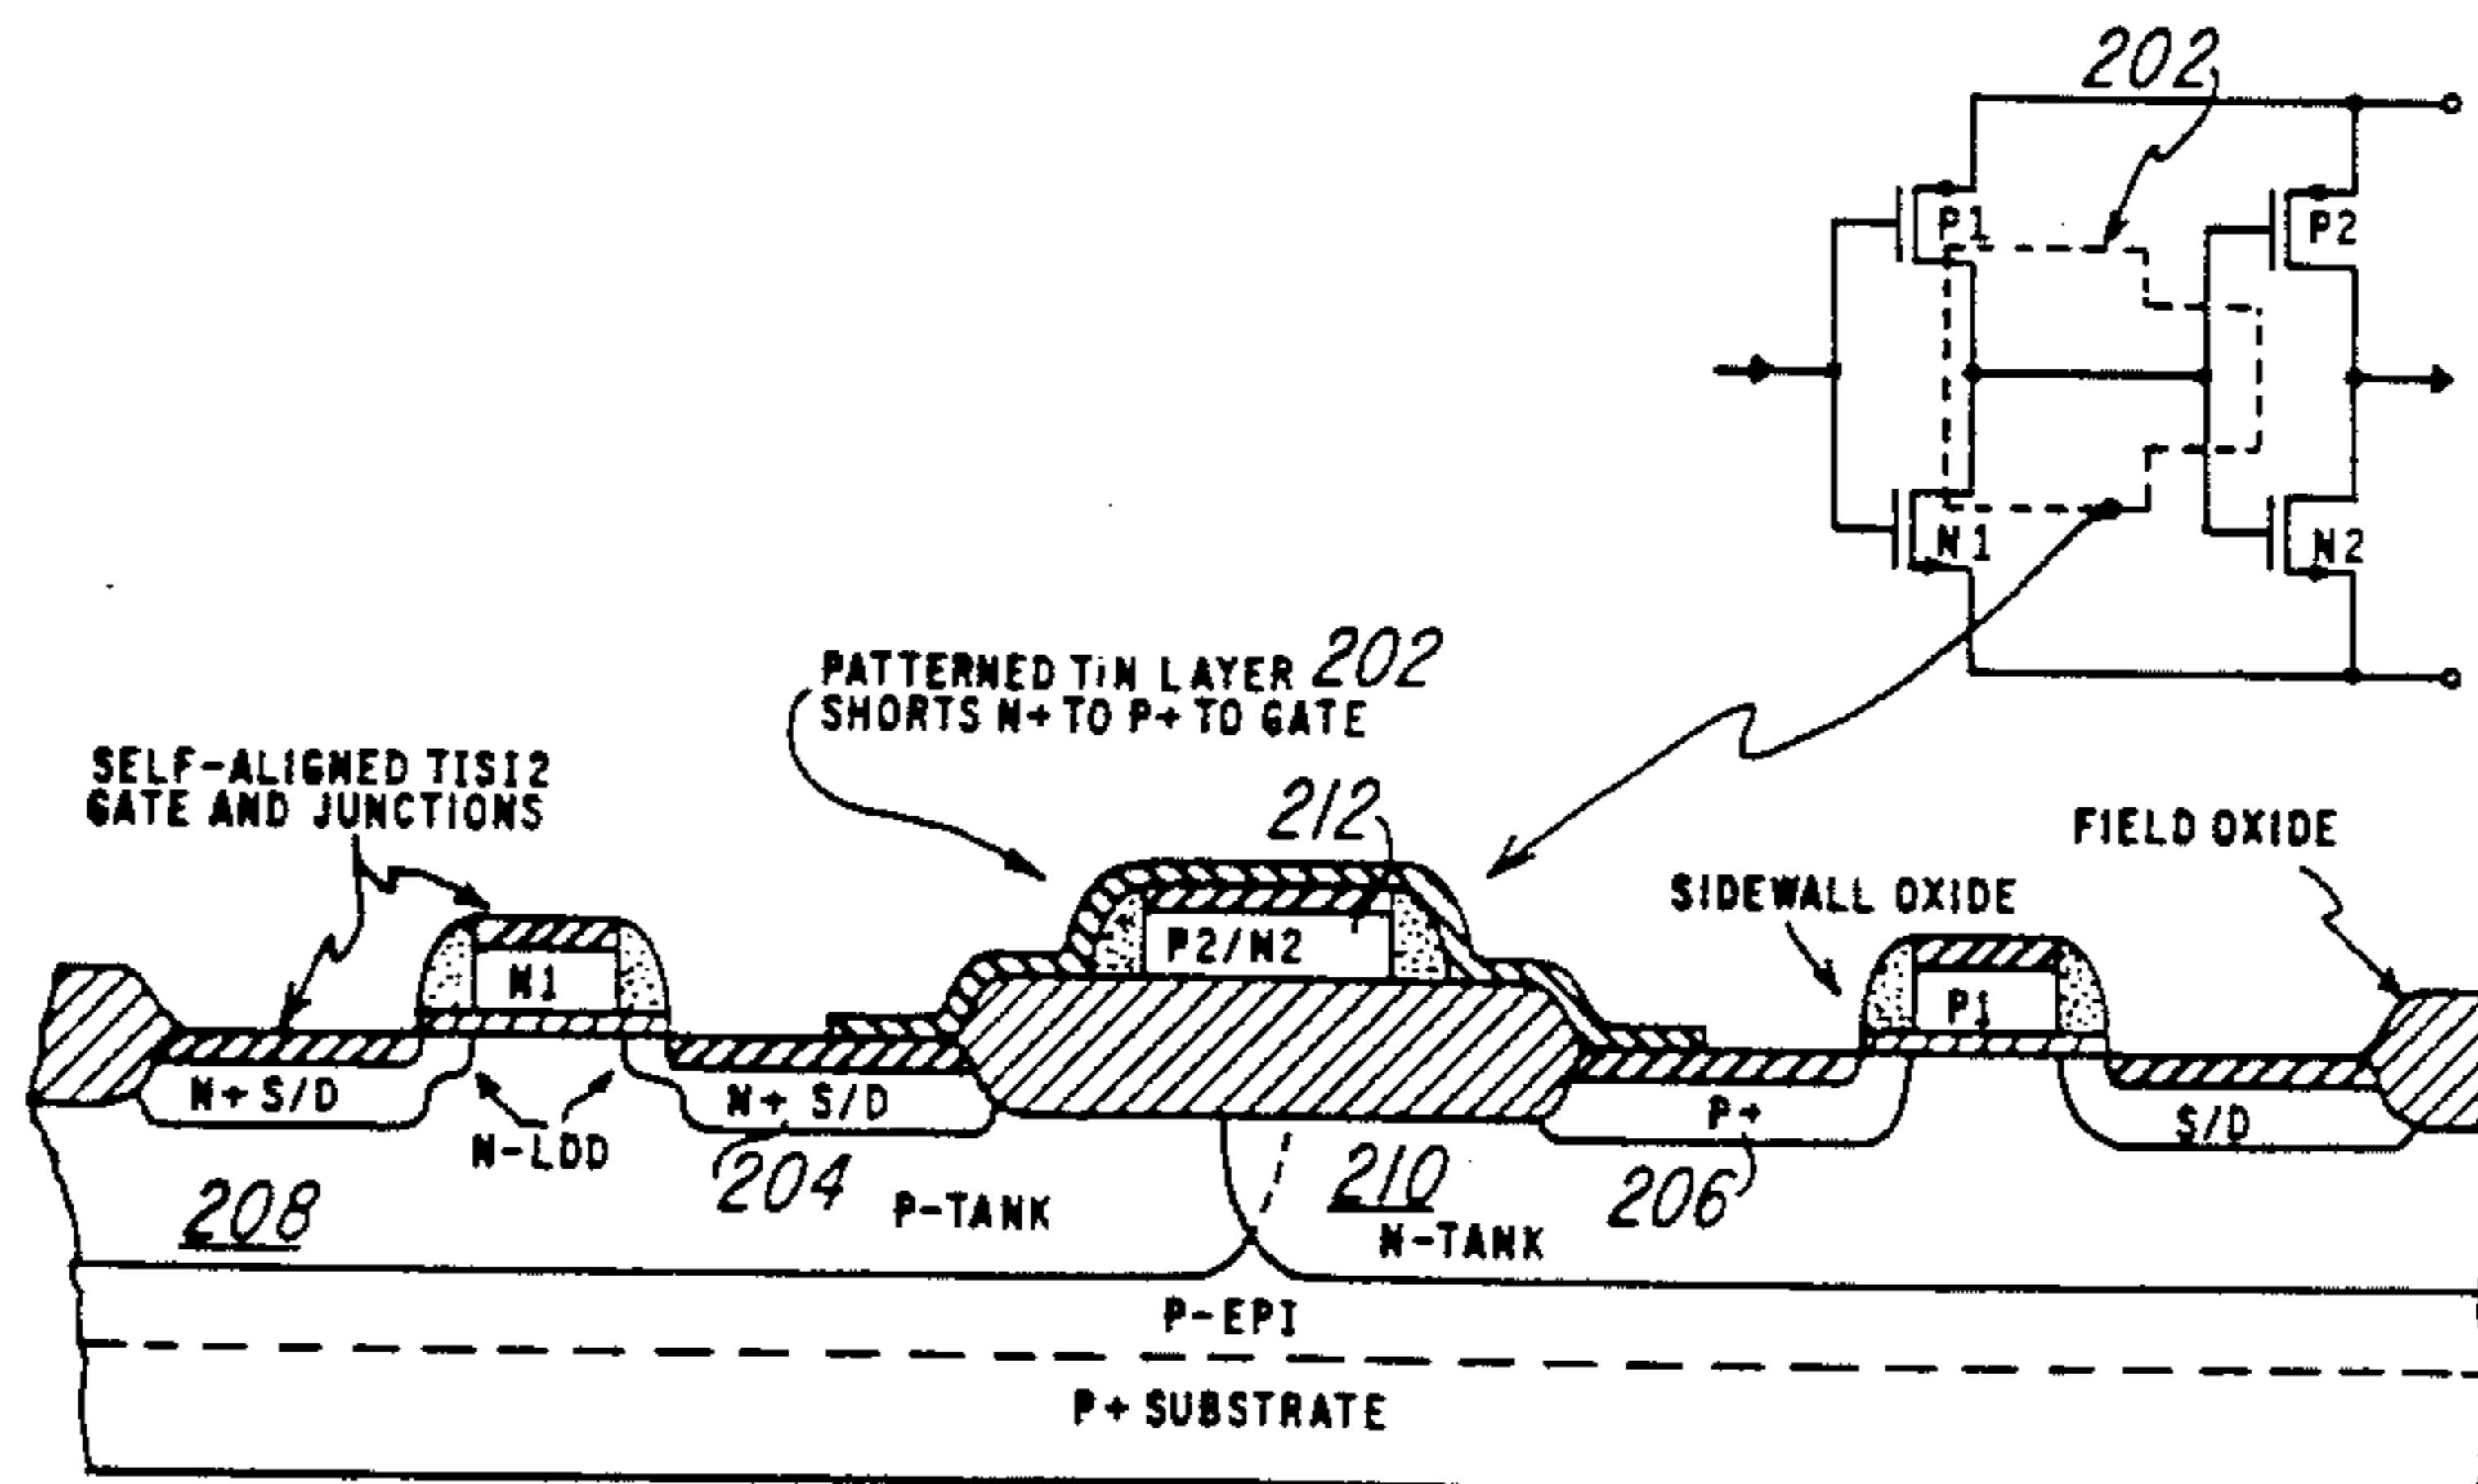 202
P1
P2
N1
N2
PATTERNED TiN LAYER 202
SHORTS N+ TO P+ TO GATE
SELF-ALIGNED TISI2
GATE AND JUNCTIONS
212
FIELD OXIDE
SIDEWALL OXIDE
N1
P2/N2
P1
N+ S/D
N+ S/D
P+
S/D
N-LDD
204
206
208
P-TANK
210
N-TANK
P-EPI
P+ SUBSTRATE